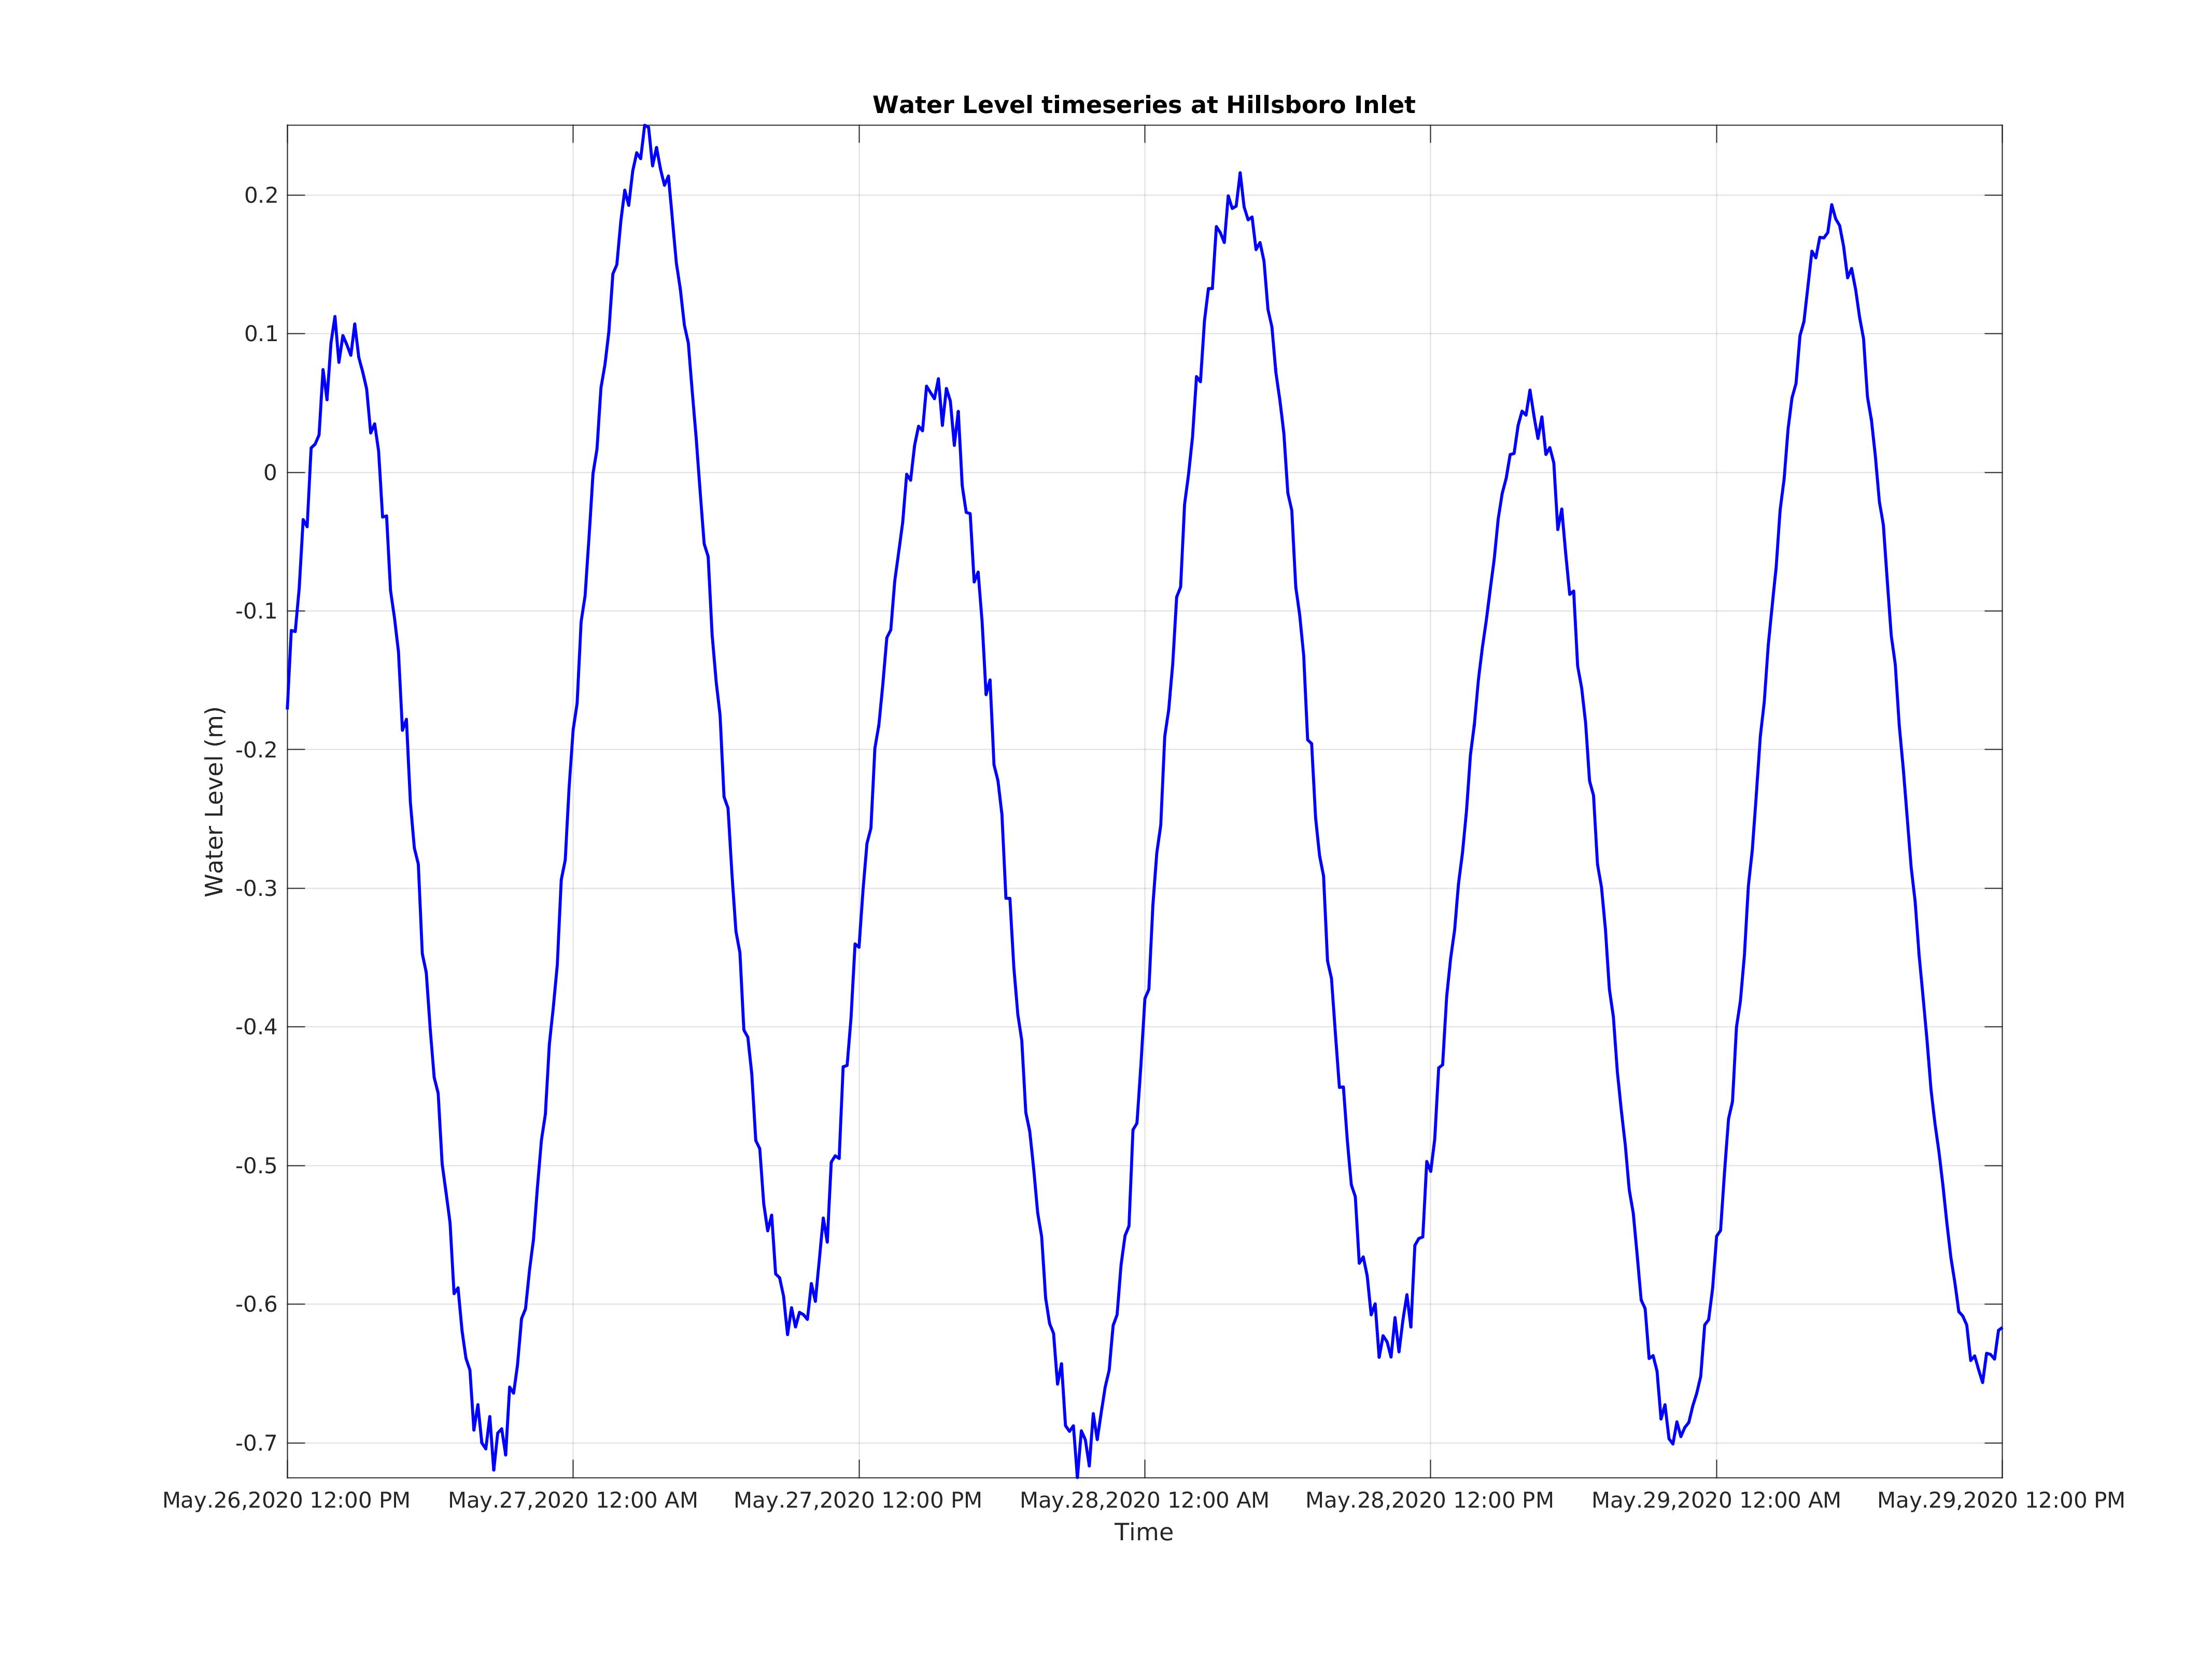 Water Level timeseries at Hillsboro Inlet
0.2
0.1
0
-0.1
-0.2
-0.3
-0.4
-0.5
-0.6
-0.7
Water Level (m)
May.26,2020 12:00 PM May.27,2020 12:00 AM May.27,2020 12:00 PM May.28,2020 12:00 AM May.28,2020 12:00 PM May.29,2020 12:00 AM May.29,2020 12:00 PM
Time